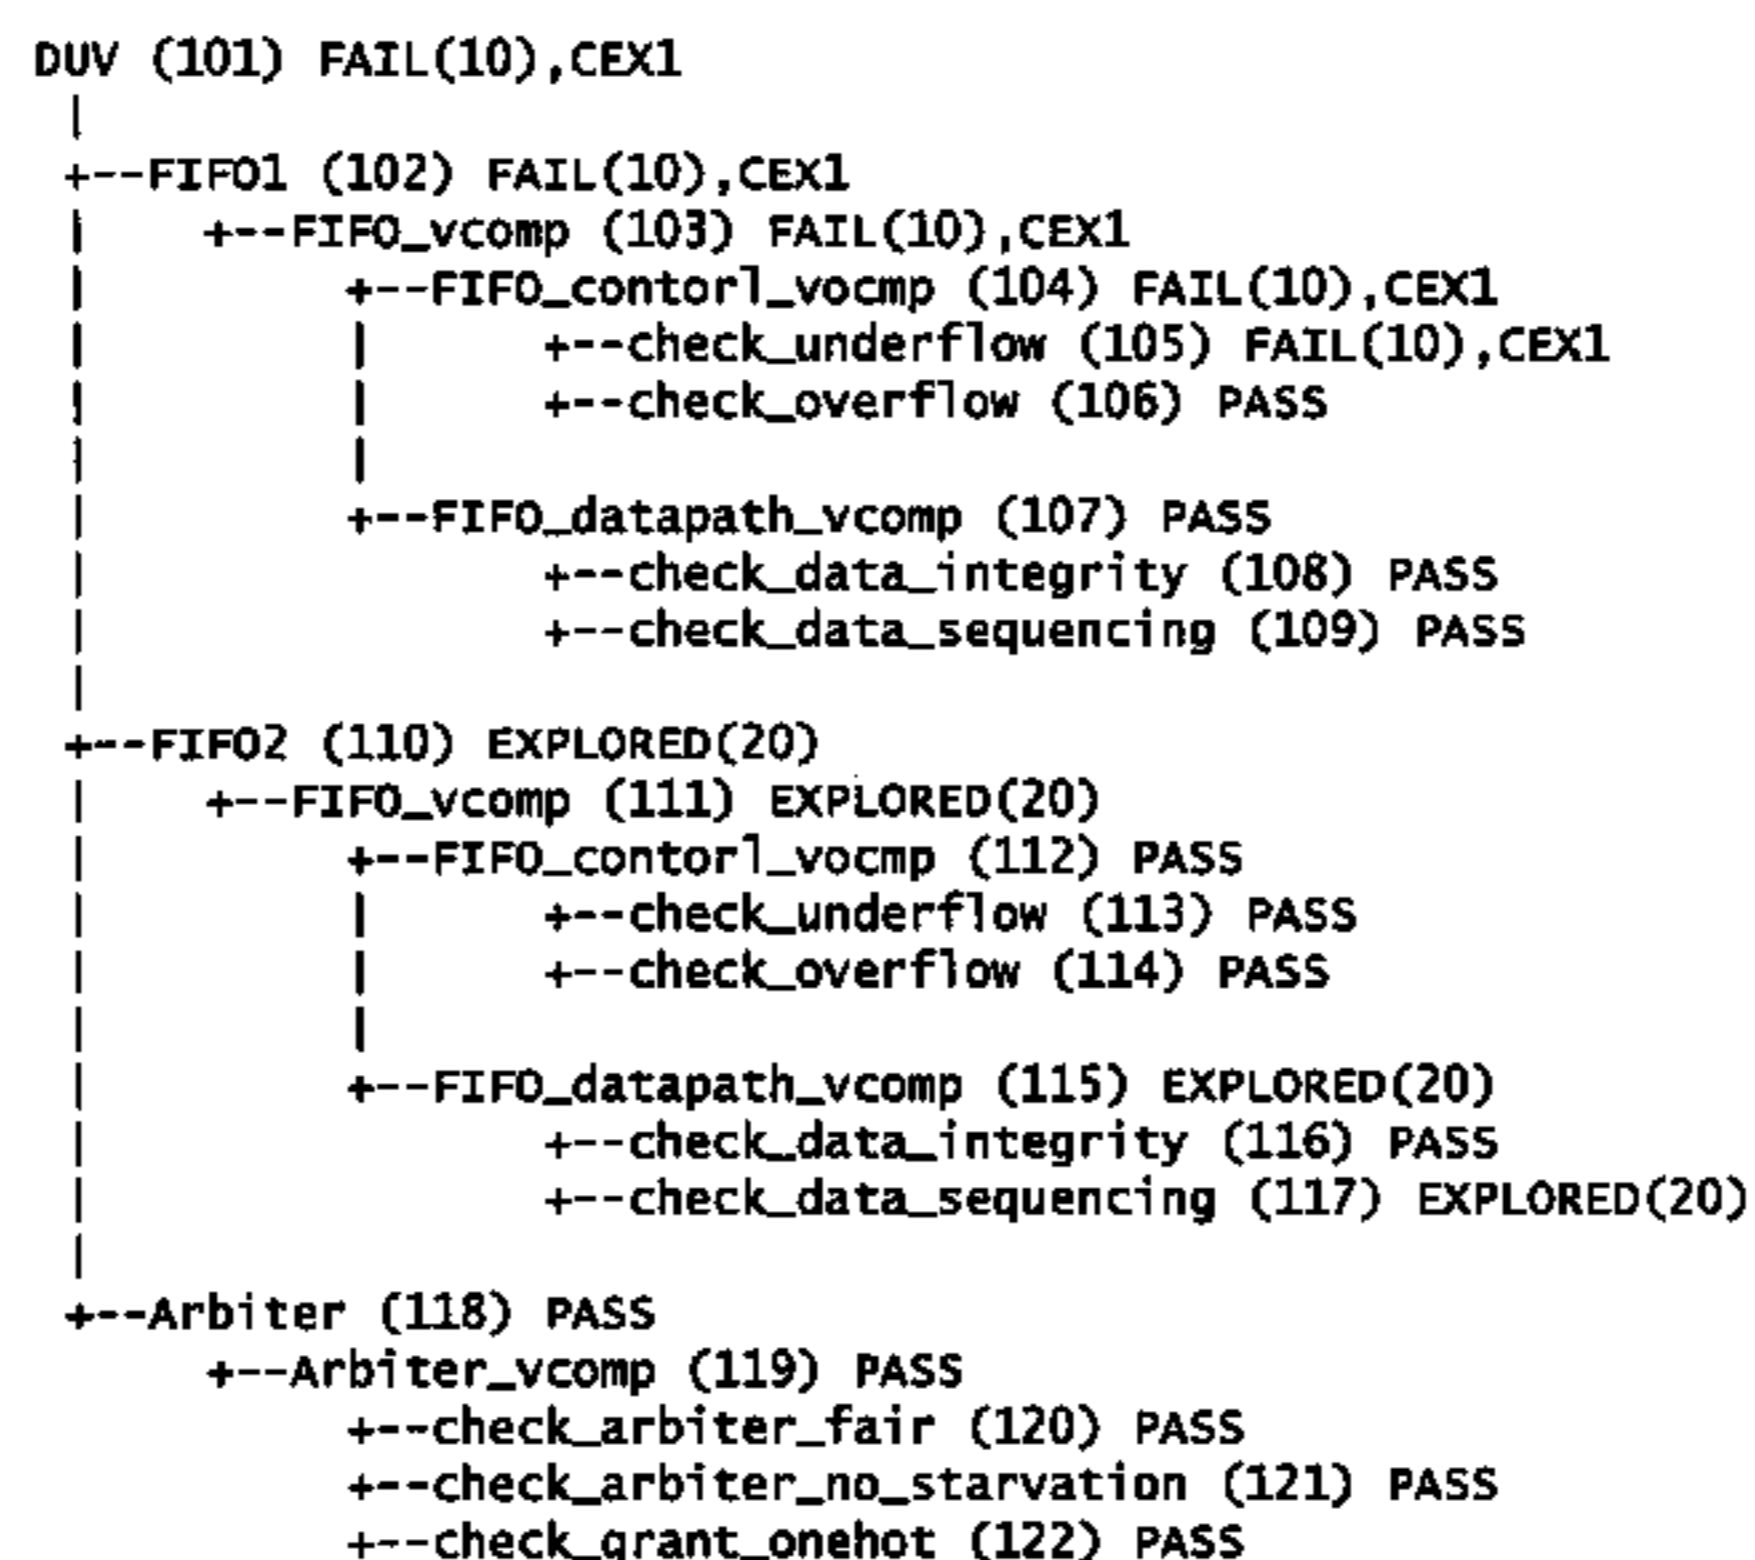 DUV (101) FAIL(10),CEX1
|
+--FIFO1 (102) FAIL(10),CEX1
|    +--FIFO_vcomp (103) FAIL(10),CEX1
|         +--FIFO_contorl_vocmp (104) FAIL(10),CEX1
|         |      +--check_underflow (105) FAIL(10),CEX1
|         |      +--check_overflow (106) PASS
|         |
|         +--FIFO_datapath_vcomp (107) PASS
|                +--check_data_integrity (108) PASS
|                +--check_data_sequencing (109) PASS
|
+--FIFO2 (110) EXPLORED(20)
|    +--FIFO_vcomp (111) EXPLORED(20)
|         +--FIFO_contorl_vocmp (112) PASS
|         |      +--check_underflow (113) PASS
|         |      +--check_overflow (114) PASS
|         |
|         +--FIFO_datapath_vcomp (115) EXPLORED(20)
|                +--check_data_integrity (116) PASS
|                +--check_data_sequencing (117) EXPLORED(20)
|
+--Arbiter (118) PASS
     +--Arbiter_vcomp (119) PASS
          +--check_arbiter_fair (120) PASS
          +--check_arbiter_no_starvation (121) PASS
          +--check_grant_onehot (122) PASS